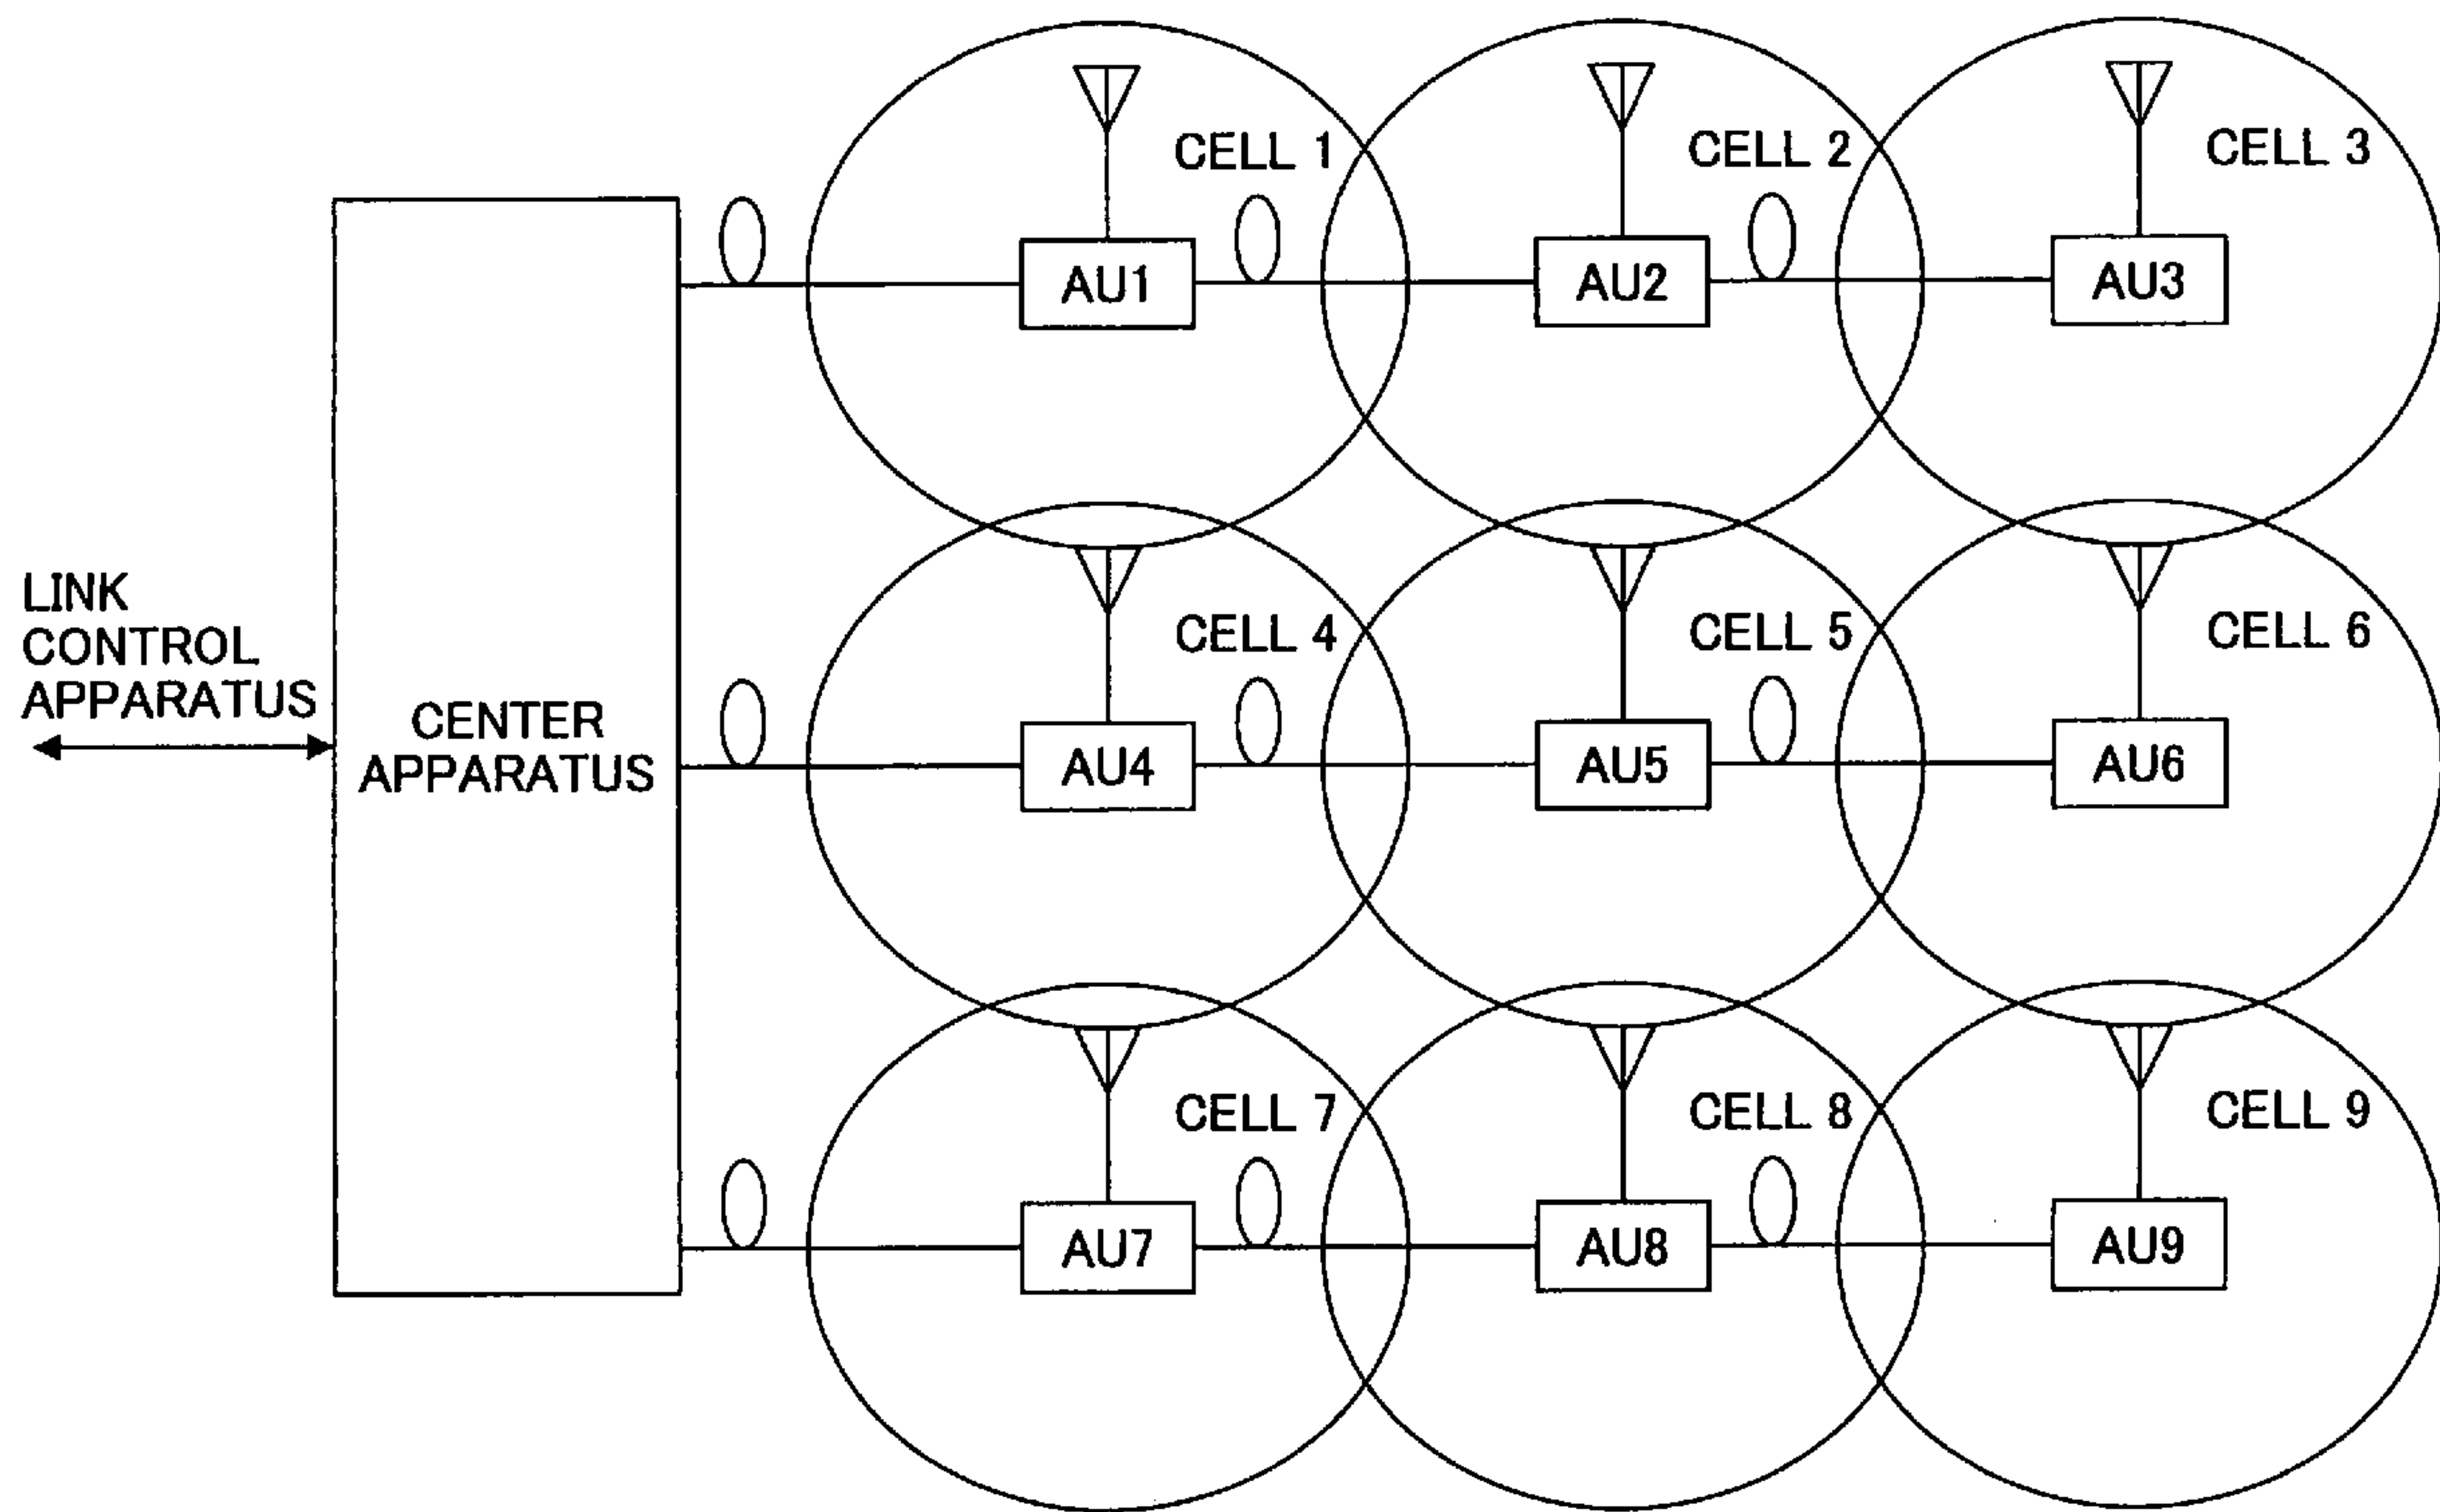 CELL 1
CELL 2
CELL 3
AU1
AU2
AU3
LINK
CONTROL
APPARATUS
CENTER
APPARATUS
CELL 4
CELL 5
CELL 6
AU4
AU5
AU6
CELL 7
CELL 8
CELL 9
AU7
AU8
AU9